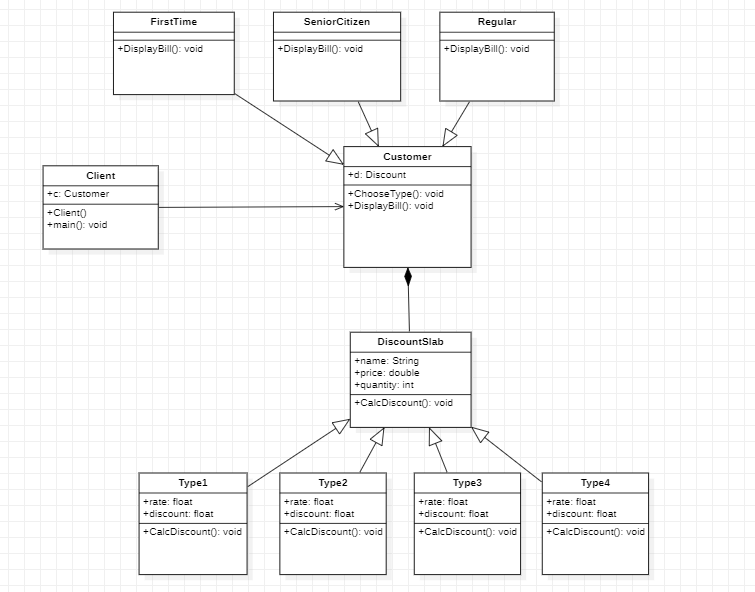 FirstTime
+DisplayBill(): void
SeniorCitizen
+DisplayBill(): void
Regular
+DisplayBill(): void
Client
+c: Customer
+Client()
+main(): void
Customer
+d: Discount
+ChooseType(): void
+DisplayBill(): void
DiscountSlab
+name: String
+price: double
+quantity: int
+CalcDiscount(): void
Type1
+rate: float
+discount: float
+CalcDiscount(): void
Type2
+rate: float
+discount: float
+CalcDiscount(): void
Type3
+rate: float
+discount: float
+CalcDiscount(): void
Type4
+rate: float
+discount: float
+CalcDiscount(): void